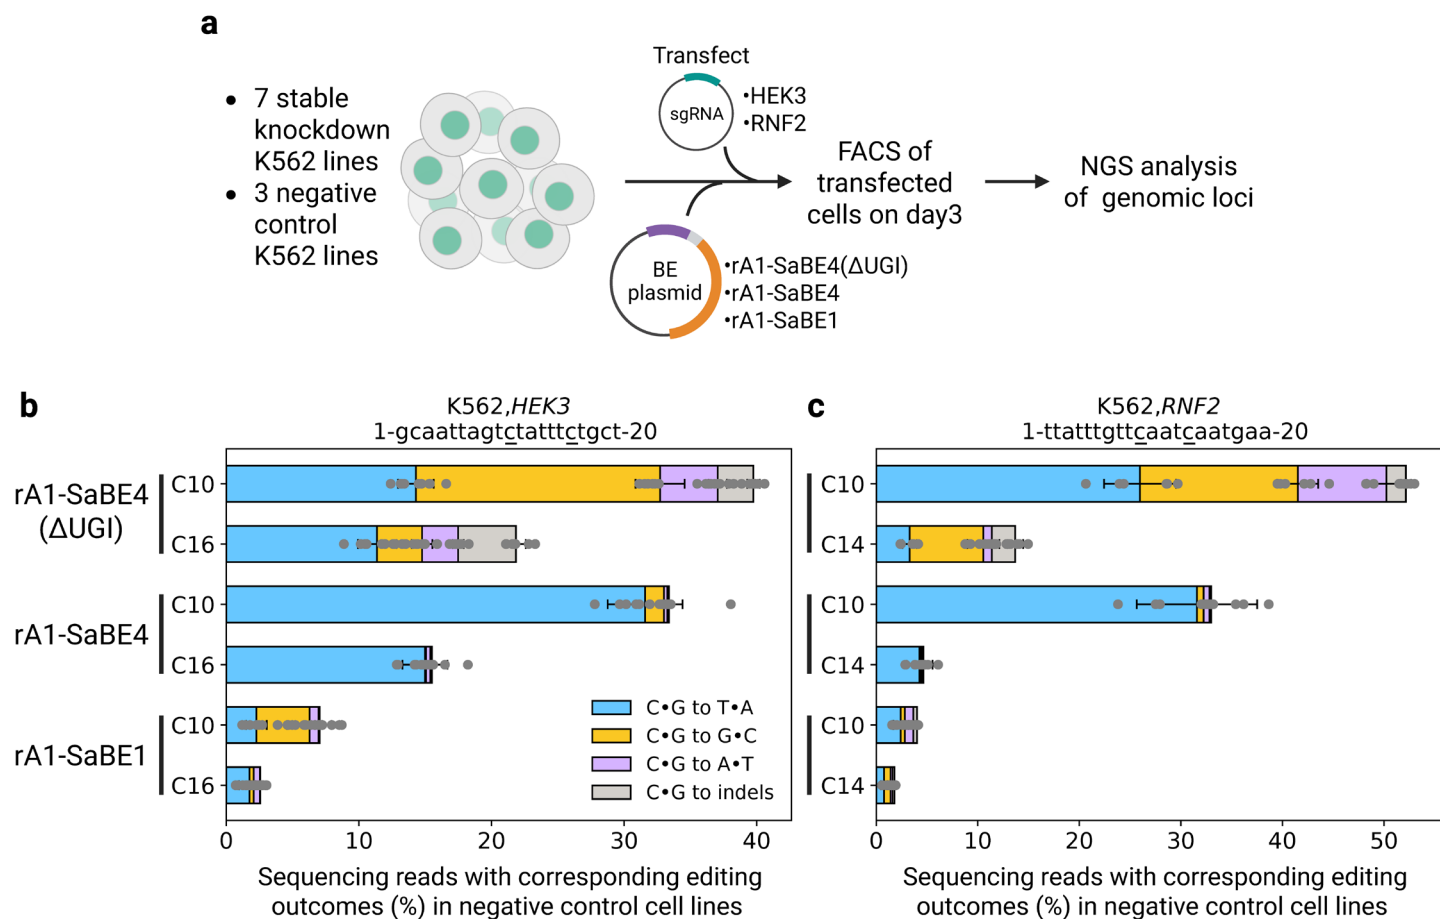 a
• 7 stable
knockdown
K562 lines
• 3 negative
control
K562 lines
Transfect
sgRNA
•HEK3
•RNF2
BE
plasmid
•rA1-SaBE4(ΔUGI)
•rA1-SaBE4
•rA1-SaBE1
FACS of
transfected
cells on day3
NGS analysis
of genomic loci
b
K562,HEK3
1-gcaattagtctatttctgct-20
rA1-SaBE4
(ΔUGI)
C10
C16
rA1-SaBE4
C10
C16
rA1-SaBE1
C10
C16
C•G to T•A
C•G to G•C
C•G to A•T
C•G to indels
0 10 20 30 40
Sequencing reads with corresponding editing
outcomes (%) in negative control cell lines
c
K562,RNF2
1-ttatttgttcaatcaatgaa-20
C10
C14
C10
C14
C10
C14
0 10 20 30 40 50
Sequencing reads with corresponding editing
outcomes (%) in negative control cell lines